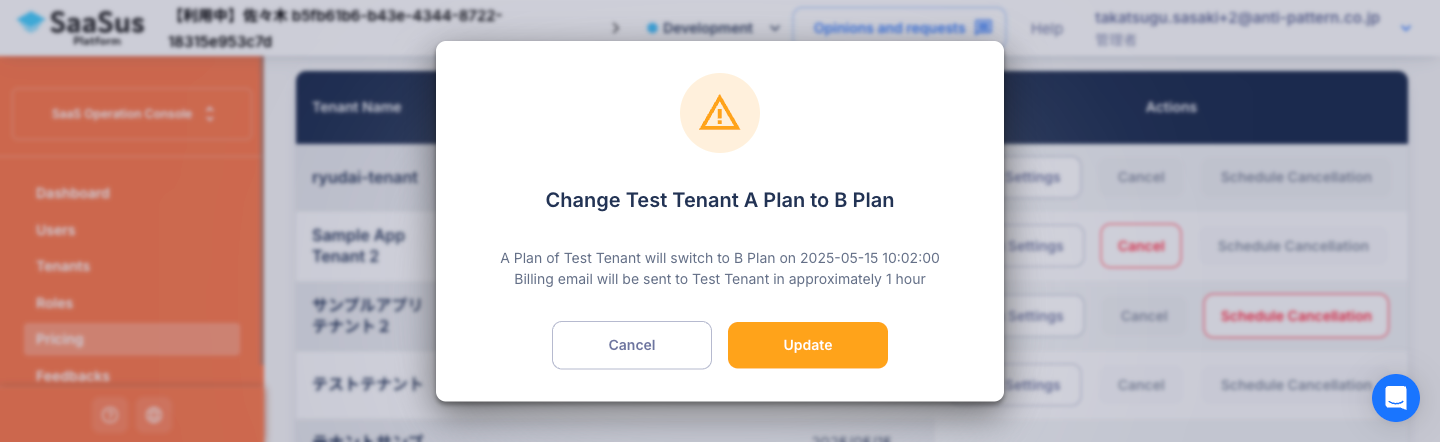 SaaSus
Platform
【利用中】佐々木 b5fb61b6-b43e-4344-8722-
18315e953c7d
Development
Opinions and requests
Help
takatsugu.sasaki+2@anti-pattern.co.jp
管理者
SaaS Operation Console
Dashboard
Users
Tenants
Roles
Pricing
Feedbacks
Tenant Name
Actions
ryudai-tenant
Settings
Cancel
Schedule Cancellation
Sample App
Tenant 2
Settings
Cancel
Schedule Cancellation
サンプルアプリ
テナント2
Settings
Cancel
Schedule Cancellation
テストテナント
Settings
Cancel
Schedule Cancellation
Change Test Tenant A Plan to B Plan
A Plan of Test Tenant will switch to B Plan on 2025-05-15 10:02:00
Billing email will be sent to Test Tenant in approximately 1 hour
Cancel
Update